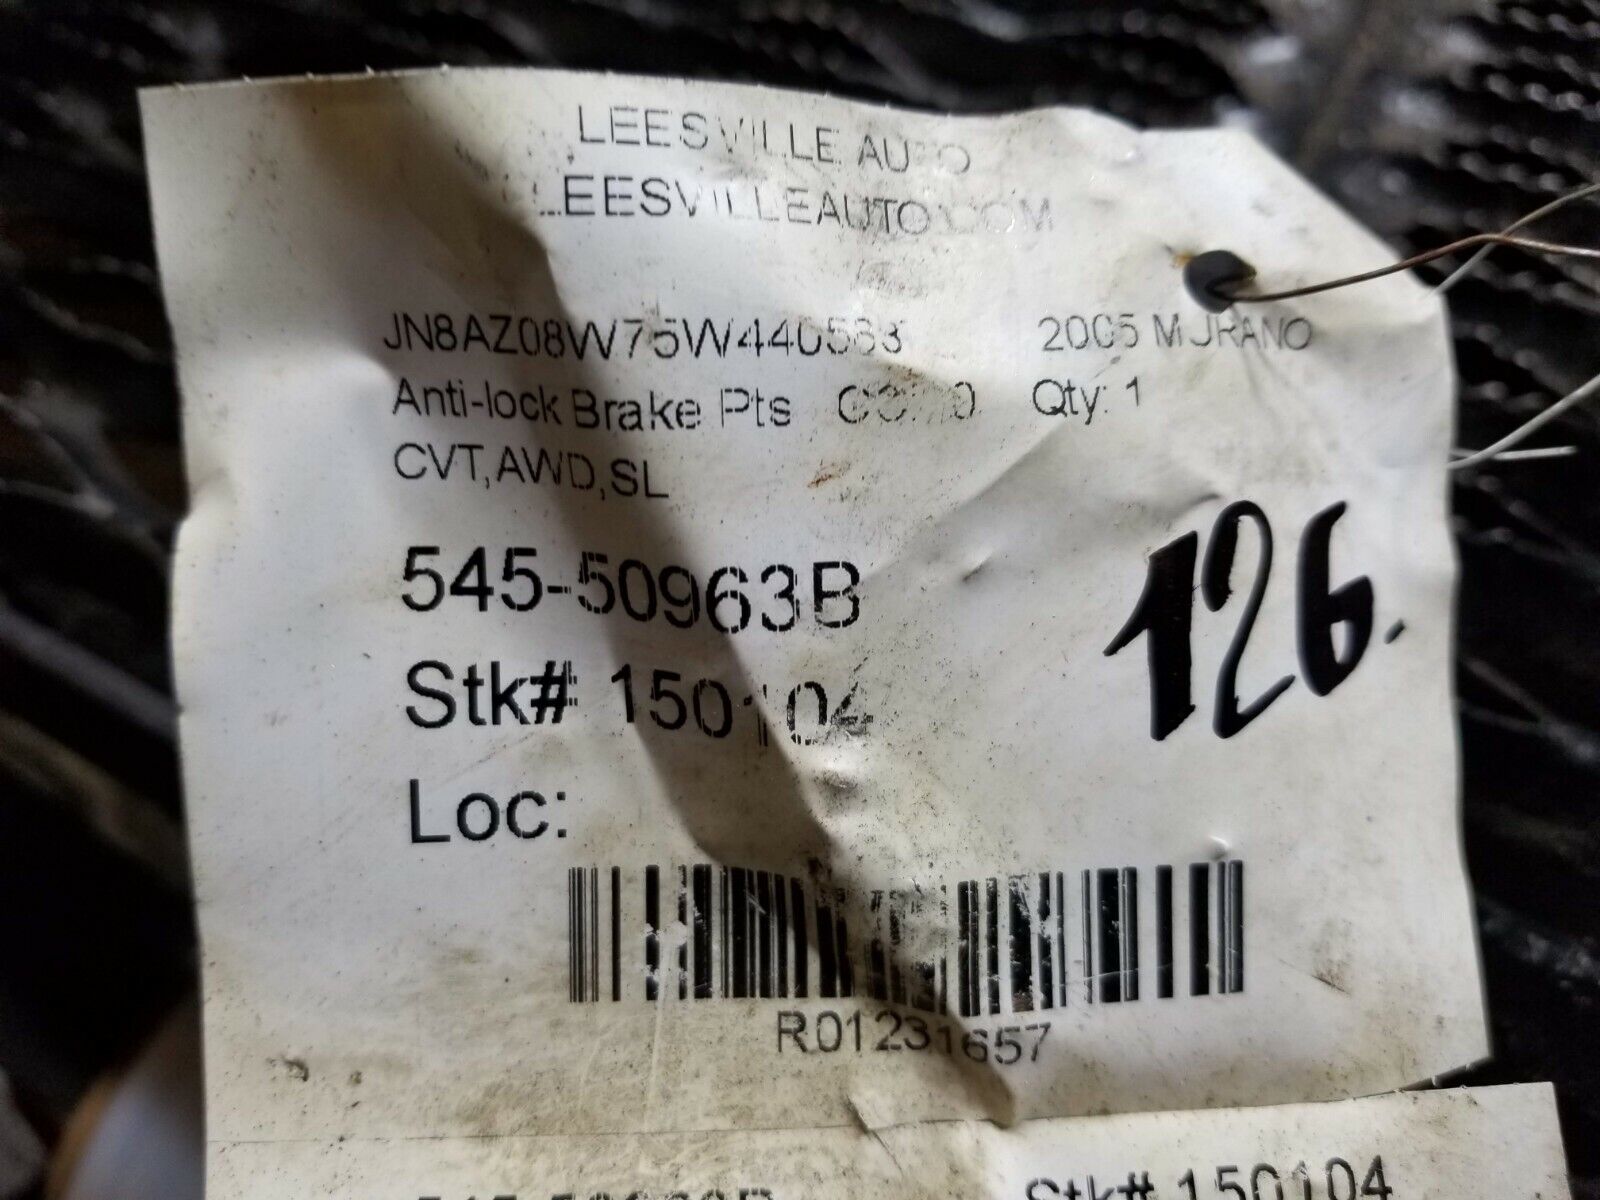 LEESVILLE AUTO
LEESVILLEAUTO.COM
2005 MURANO
Anti-lock Brake Pts Qty: 1
CVT,AWD,SL
545-50963B
126.
Stk# 150104
Loc:
R01231657
Stk# 150104